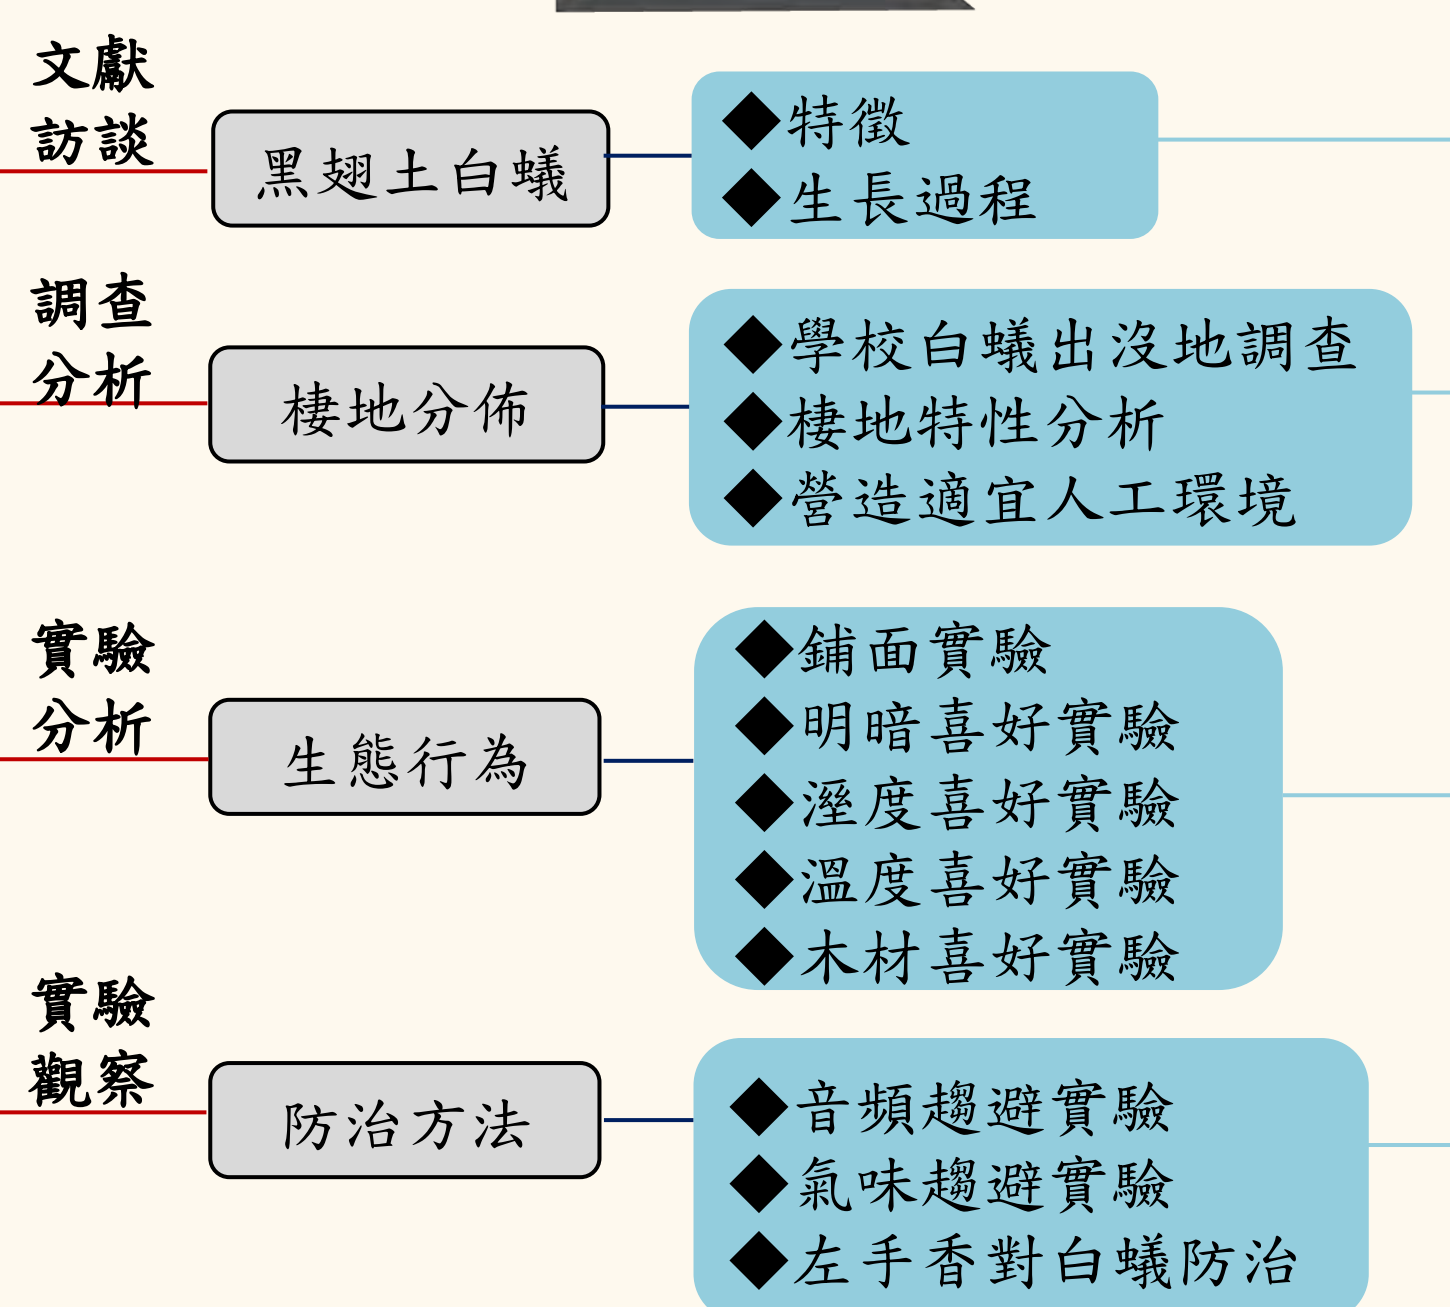 文獻
訪談
黑翅土白蟻
◆特徵
◆生長過程
調查
分析
棲地分佈
◆學校白蟻出沒地調查
◆棲地特性分析
◆營造適宜人工環境
實驗
分析
生態行為
◆鋪面實驗
◆明暗喜好實驗
◆溼度喜好實驗
◆溫度喜好實驗
◆木材喜好實驗
實驗
觀察
防治方法
◆音頻趨避實驗
◆氣味趨避實驗
◆左手香對白蟻防治